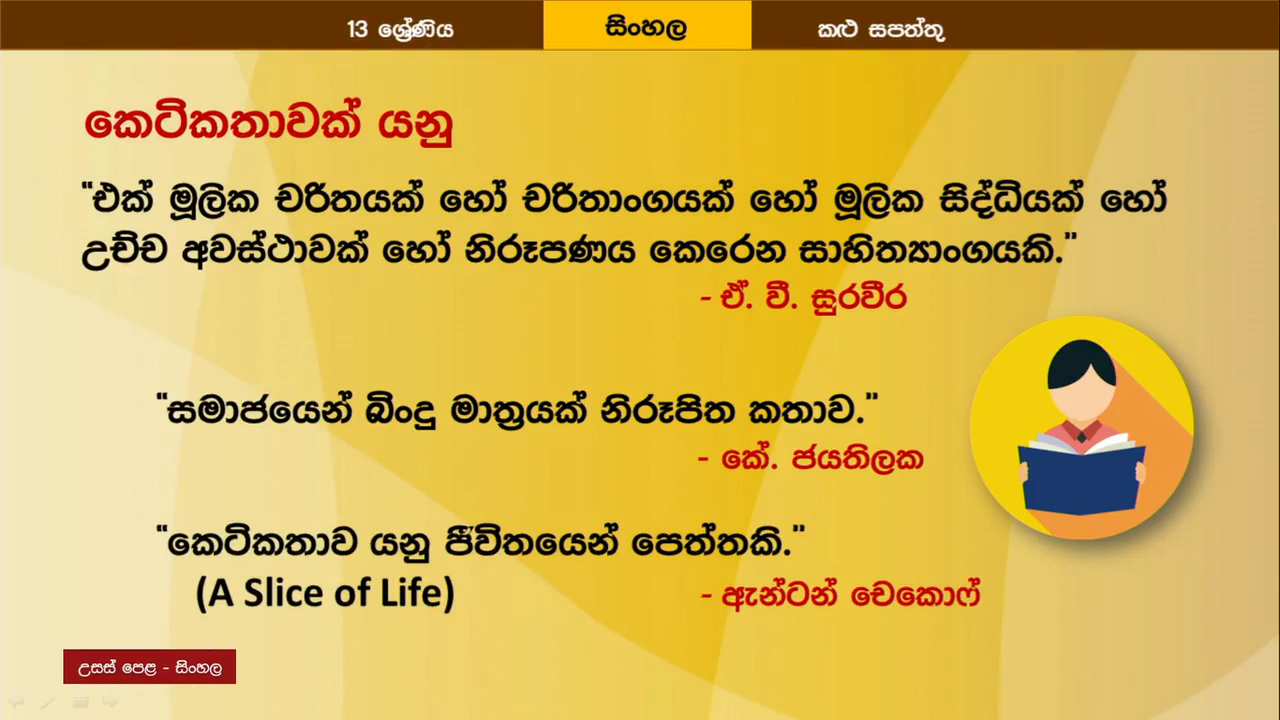 13 ශ්‍රේණිය
සිංහල
කළු සපත්තු
කෙටිකතාවක් යනු
“එක් මූලික චරිතයක් හෝ චරිතාංගයක් හෝ මූලික සිද්ධියක් හෝ
උච්ච අවස්ථාවක් හෝ නිරූපණය කෙරෙන සාහිත්‍යාංගයකි.”
- ඒ. වී. සුරවීර
“සමාජයෙන් බිංදු මාත්‍රයක් නිරූපිත කතාව.”
- කේ. ජයතිලක
“කෙටිකතාව යනු ජීවිතයෙන් පෙත්තකි.”
(A Slice of Life)
- ඇන්ටන් චෙකොෆ්
උසස් පෙළ - සිංහල